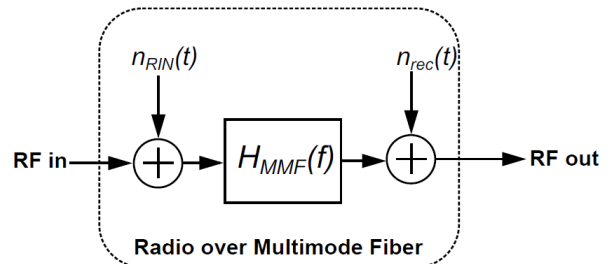 n_RIN(t)
n_rec(t)
RF in
+
H_MMF(f)
+
RF out
Radio over Multimode Fiber